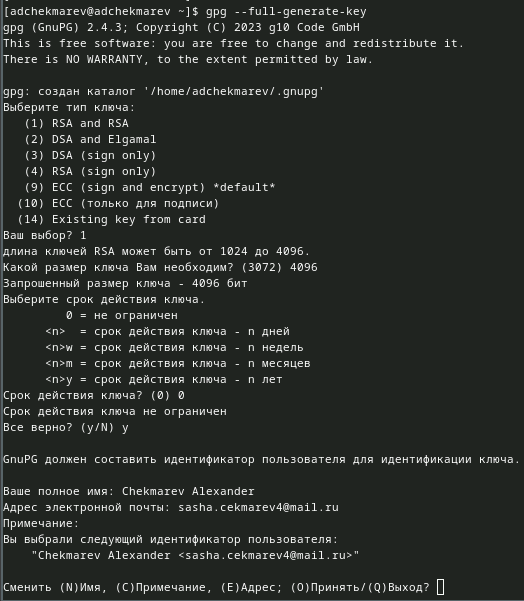 [adchekmarev@adchekmarev ~]$ gpg --full-generate-key
gpg (GnuPG) 2.4.3; Copyright (C) 2023 g10 Code GmbH
This is free software: you are free to change and redistribute it.
There is NO WARRANTY, to the extent permitted by law.
gpg: создан каталог '/home/adchekmarev/.gnupg'
Выберите тип ключа:
(1) RSA and RSA
(2) DSA and Elgamal
(3) DSA (sign only)
(4) RSA (sign only)
(9) ECC (sign and encrypt) *default*
(10) ECC (только для подписи)
(14) Existing key from card
Ваш выбор? 1
длина ключей RSA может быть от 1024 до 4096.
Какой размер ключа Вам необходим? (3072) 4096
Запрошенный размер ключа - 4096 бит
Выберите срок действия ключа.
0 = не ограничен
<n> = срок действия ключа - n дней
<n>w = срок действия ключа - n недель
<n>m = срок действия ключа - n месяцев
<n>y = срок действия ключа - n лет
Срок действия ключа? (0) 0
Срок действия ключа не ограничен
Все верно? (y/N) y
GnuPG должен составить идентификатор пользователя для идентификации ключа.
Ваше полное имя: Chekmarev Alexander
Адрес электронной почты: sasha.cekmarev4@mail.ru
Примечание:
Вы выбрали следующий идентификатор пользователя:
"Chekmarev Alexander <sasha.cekmarev4@mail.ru>"
Сменить (N)Имя, (C)Примечание, (E)Адрес; (O)Принять/(Q)Выход?